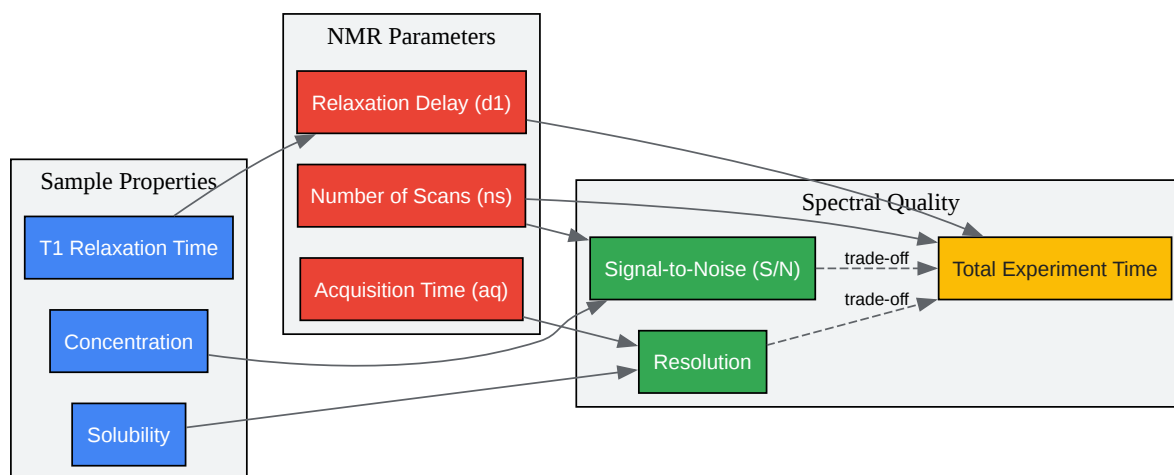 NMR Parameters
Relaxation Delay (d1)
Number of Scans (ns)
Acquisition Time (aq)
Sample Properties
T1 Relaxation Time
Concentration
Solubility
Spectral Quality
Signal-to-Noise (S/N)
trade-off
Total Experiment Time
trade-off
Resolution